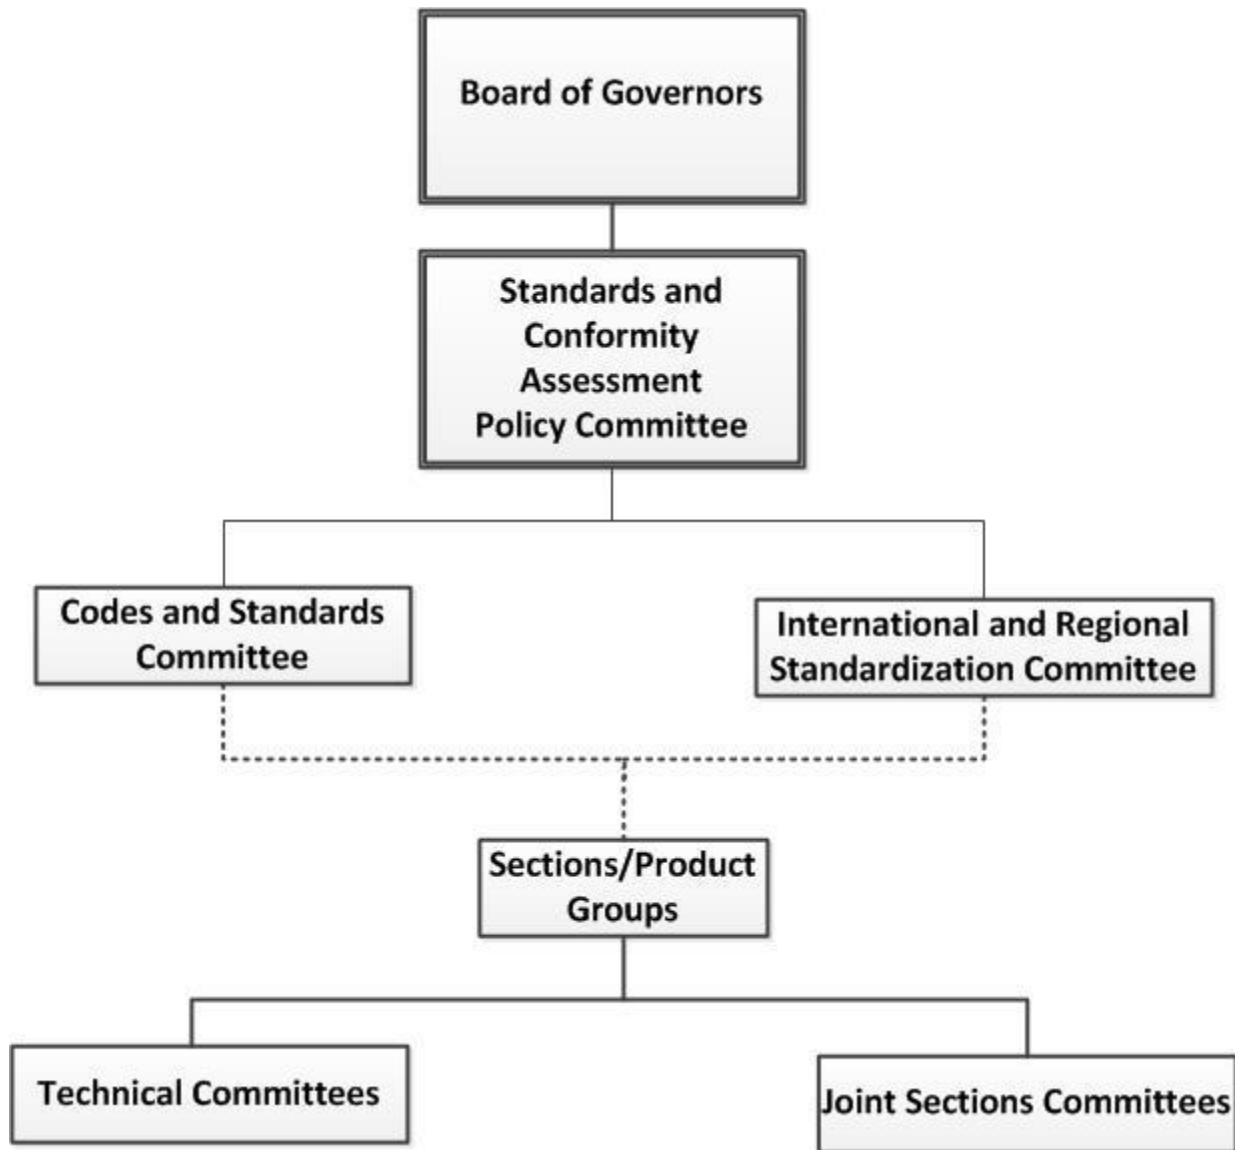 Board of Governors
Standards and
Conformity
Assessment
Policy Committee
Codes and Standards
Committee
International and Regional
Standardization Committee
Sections/Product
Groups
Technical Committees
Joint Sections Committees